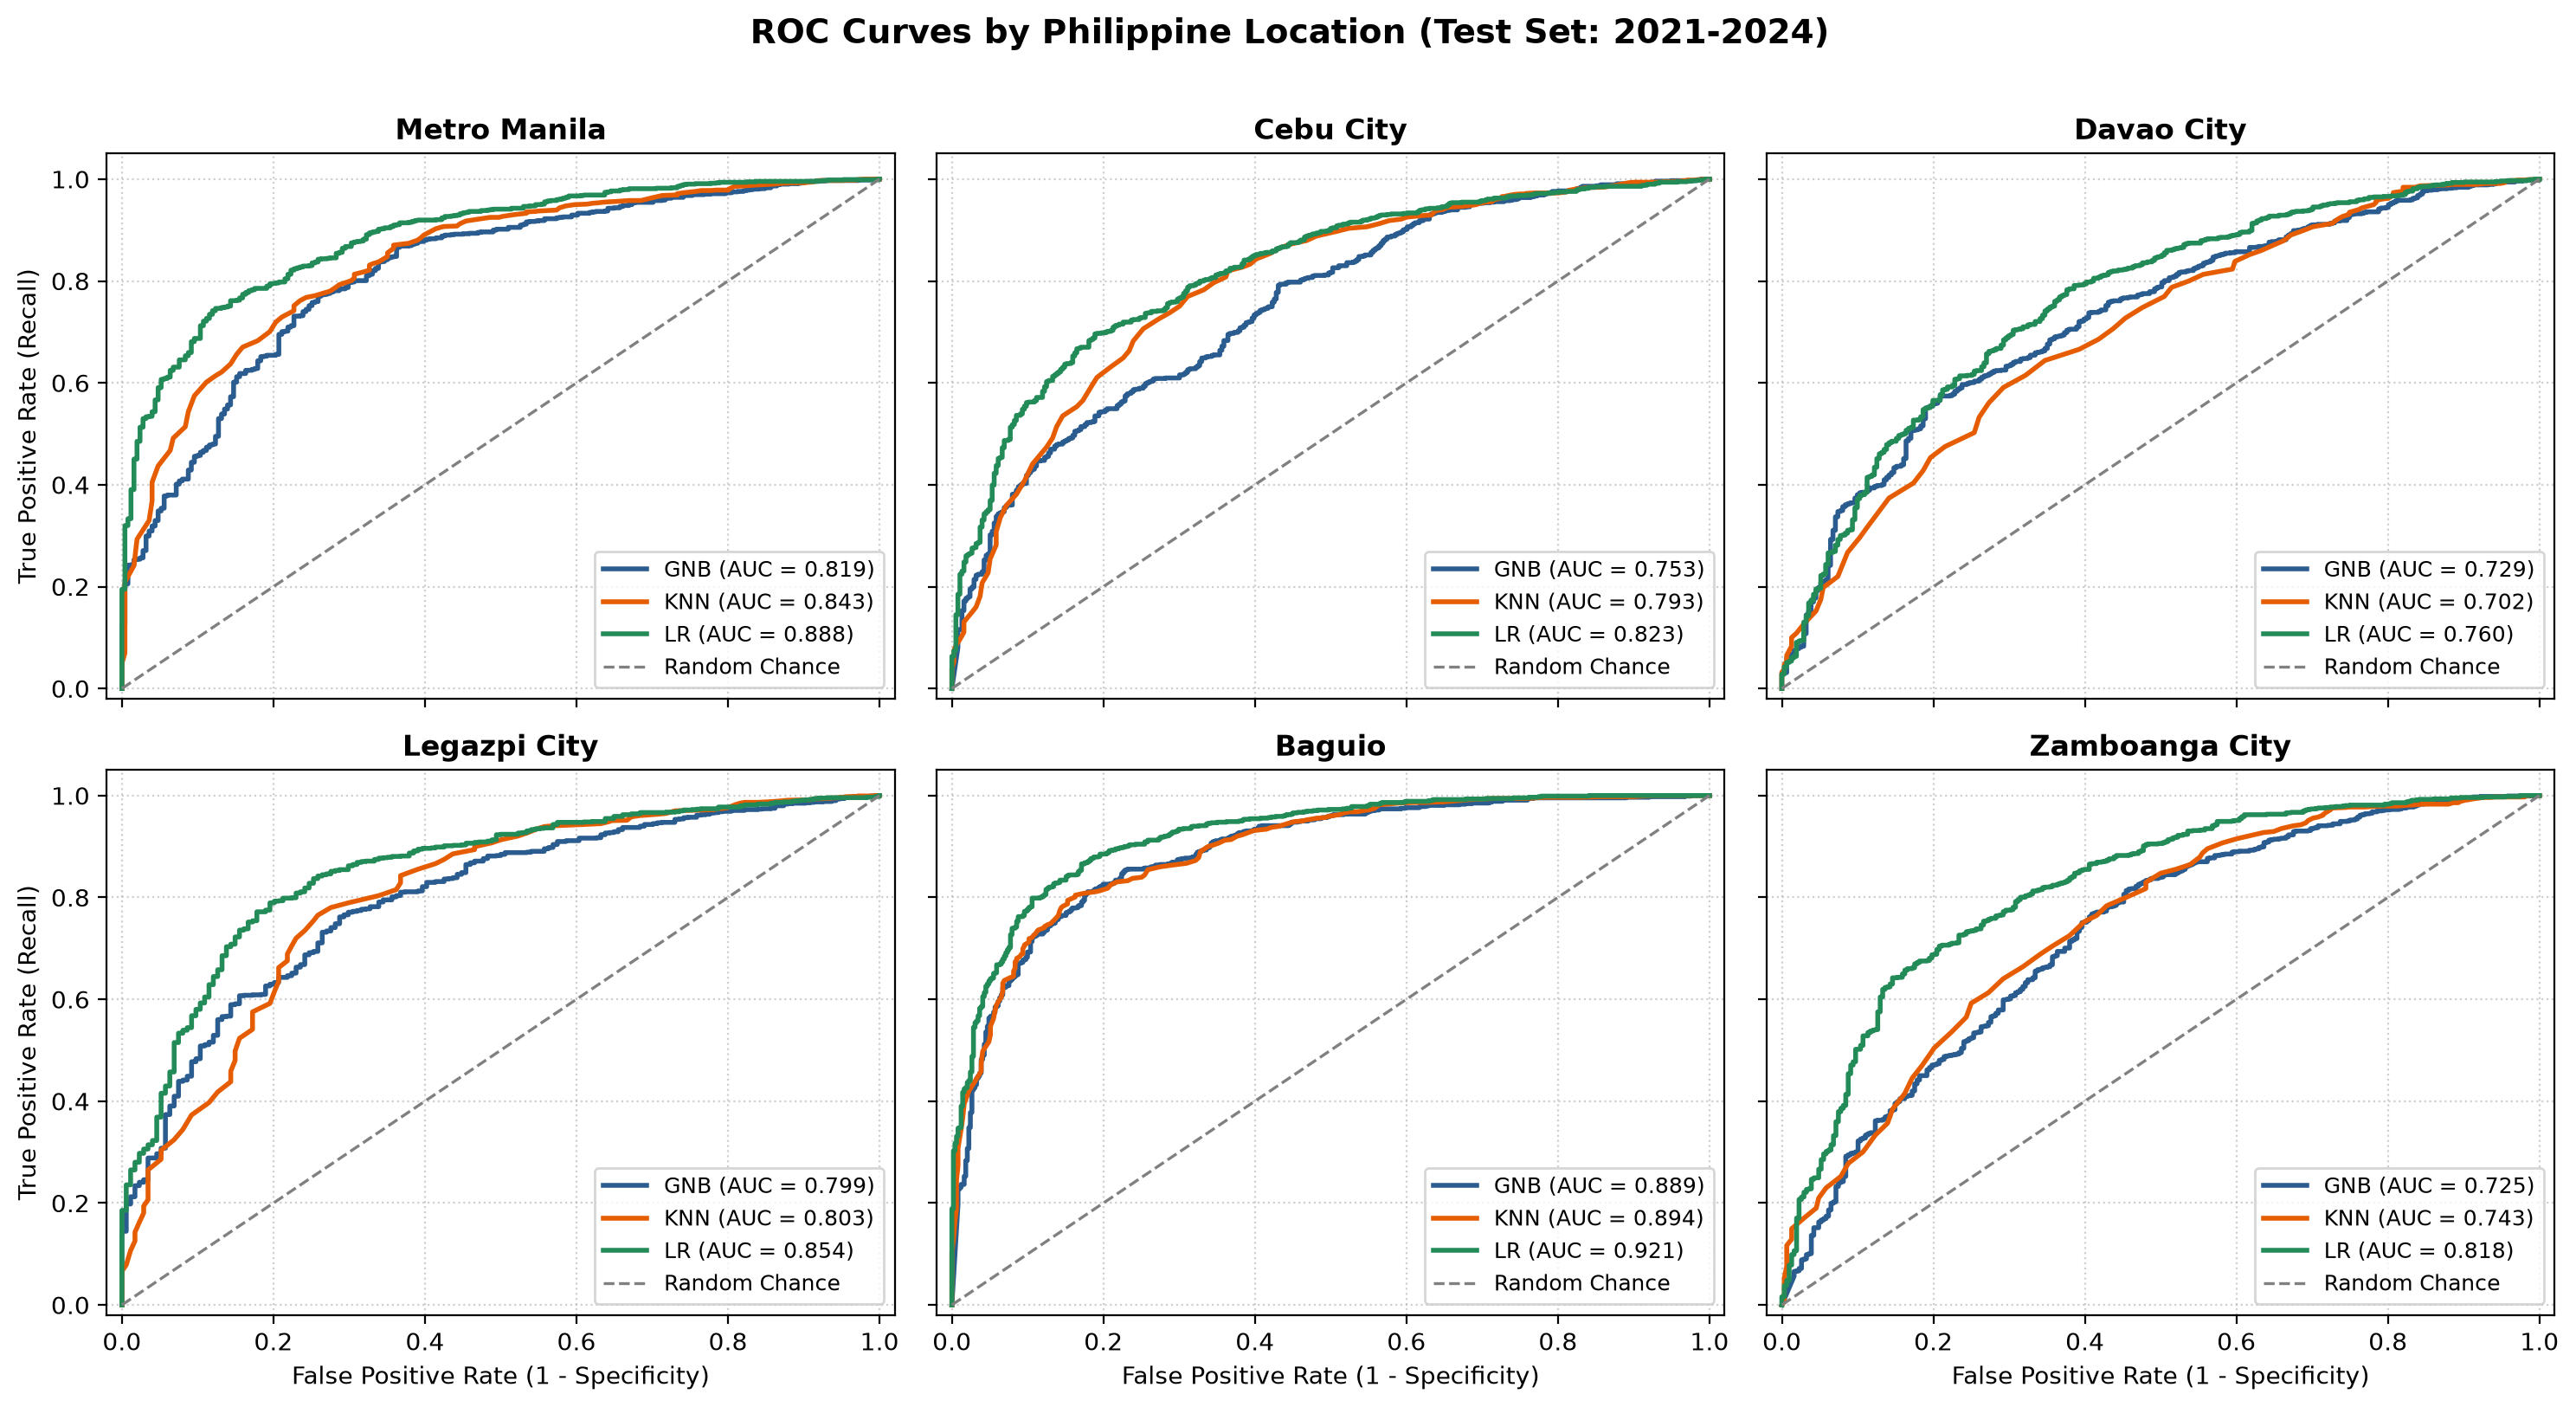 ROC Curves by Philippine Location (Test Set: 2021-2024)
Metro Manila
True Positive Rate (Recall)
1.0
0.8
0.6
0.4
0.2
0.0
GNB (AUC = 0.819)
KNN (AUC = 0.843)
LR (AUC = 0.888)
Random Chance
Cebu City
GNB (AUC = 0.753)
KNN (AUC = 0.793)
LR (AUC = 0.823)
Random Chance
Davao City
GNB (AUC = 0.729)
KNN (AUC = 0.702)
LR (AUC = 0.760)
Random Chance
Legazpi City
True Positive Rate (Recall)
1.0
0.8
0.6
0.4
0.2
0.0
GNB (AUC = 0.799)
KNN (AUC = 0.803)
LR (AUC = 0.854)
Random Chance
0.0 0.2 0.4 0.6 0.8 1.0
False Positive Rate (1 - Specificity)
Baguio
GNB (AUC = 0.889)
KNN (AUC = 0.894)
LR (AUC = 0.921)
Random Chance
0.0 0.2 0.4 0.6 0.8 1.0
False Positive Rate (1 - Specificity)
Zamboanga City
GNB (AUC = 0.725)
KNN (AUC = 0.743)
LR (AUC = 0.818)
Random Chance
0.0 0.2 0.4 0.6 0.8 1.0
False Positive Rate (1 - Specificity)